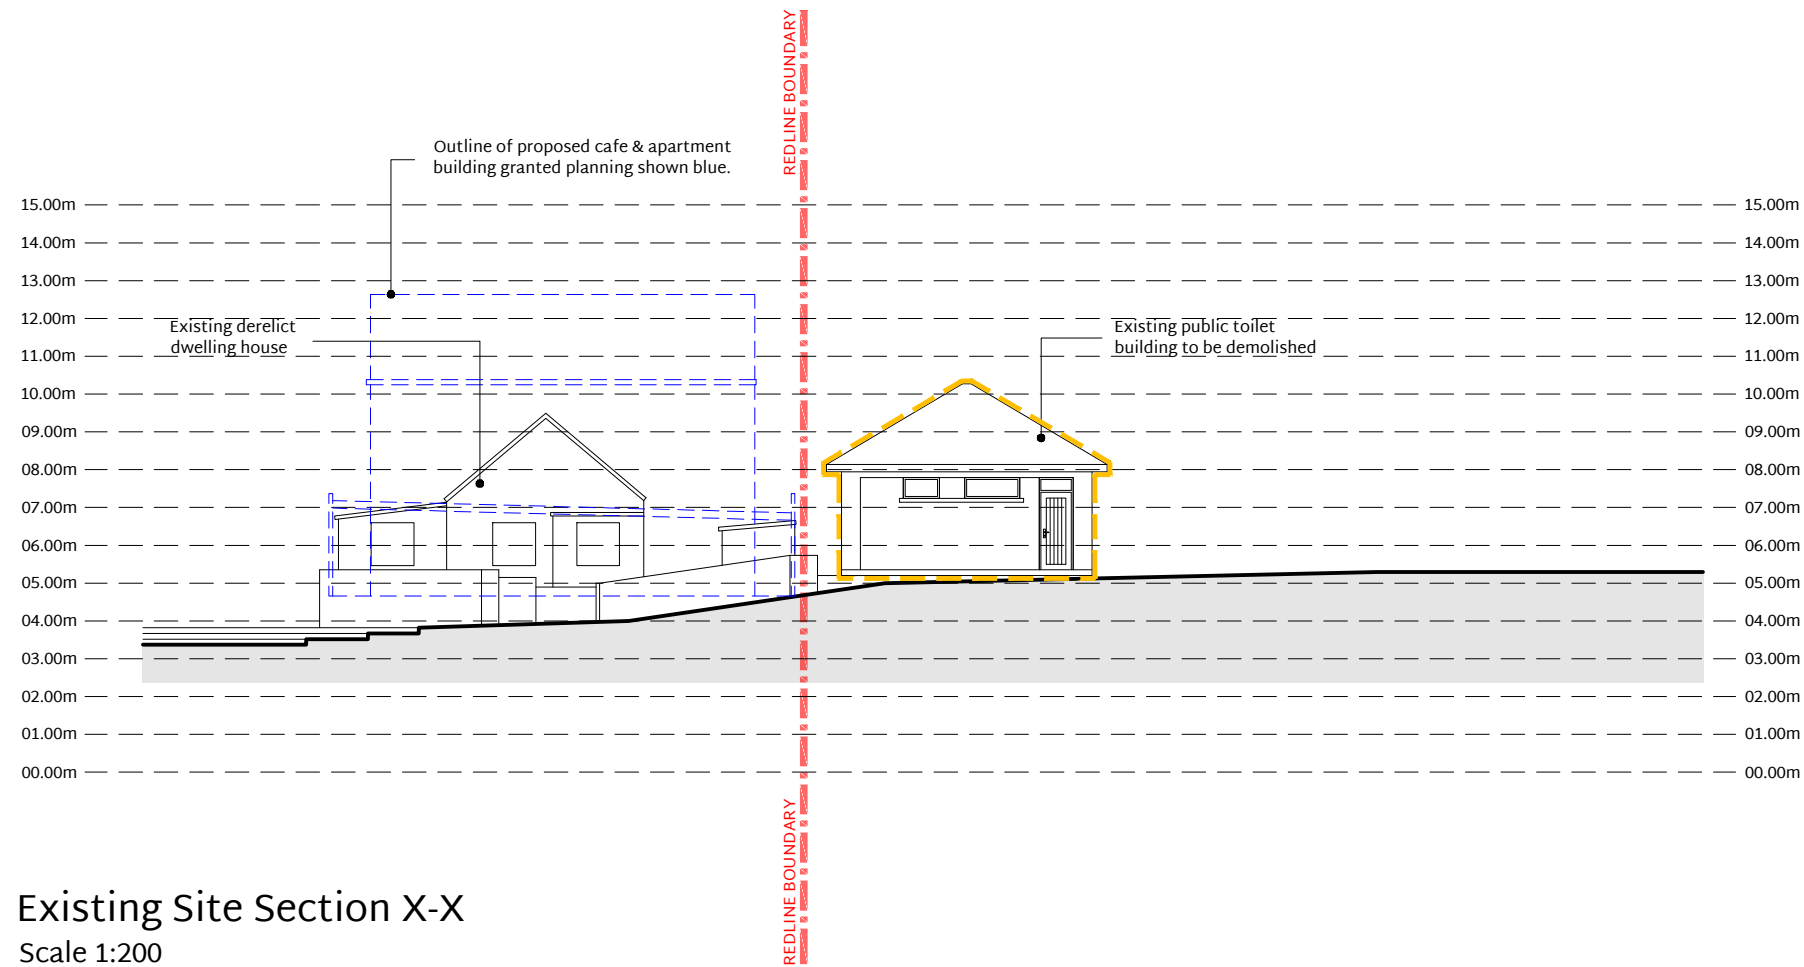 REDLINE BOUNDARY
Outline of proposed cafe & apartment
building granted planning shown blue.
15.00m 15.00m
14.00m 14.00m
13.00m 13.00m
12.00m 12.00m
Existing derelict
dwelling house
Existing public toilet
building to be demolished
11.00m 11.00m
10.00m 10.00m
09.00m 09.00m
08.00m 08.00m
07.00m 07.00m
06.00m 06.00m
05.00m 05.00m
04.00m 04.00m
03.00m 03.00m
02.00m 02.00m
01.00m 01.00m
00.00m 00.00m
REDLINE BOUNDARY
Existing Site Section X-X
Scale 1:200